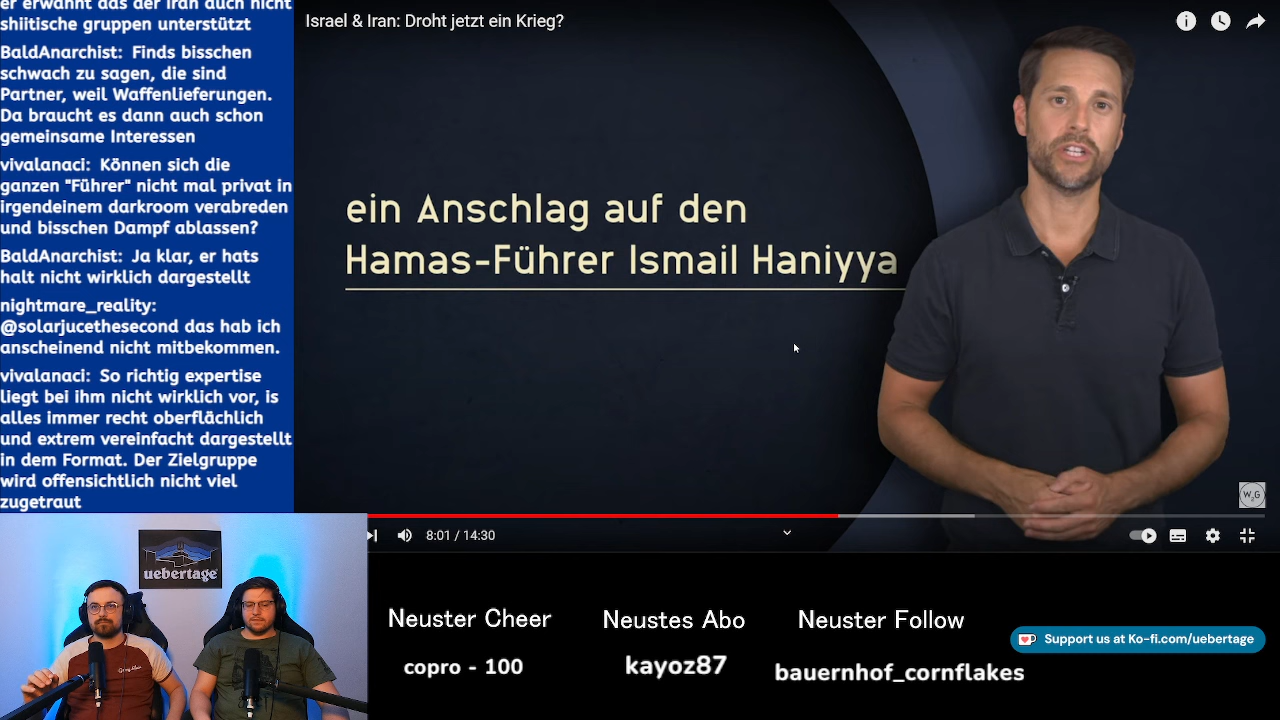 er erwähnt das der Iran auch nicht
shiitische gruppen unterstützt
BaldAnarchist: Finds bisschen
schwach zu sagen, die sind
Partner, weil Waffenlieferungen.
Da braucht es dann auch schon
gemeinsame Interessen
vivalanaci: Können sich die
ganzen "Führer" nicht mal privat in
irgendeinem darkroom verabreden
und bisschen Dampf ablassen?
BaldAnarchist: Ja klar, er hats
halt nicht wirklich dargestellt
nightmare_reality:
@solarjucethesecond das hab ich
anscheinend nicht mitbekommen.
vivalanaci: So richtig expertise
liegt bei ihm nicht wirklich vor, is
alles immer recht oberflächlich
und extrem vereinfacht dargestellt
in dem Format. Der Zielgruppe
wird offensichtlich nicht viel
zugetraut
Israel & Iran: Droht jetzt ein Krieg?
ein Anschlag auf den
Hamas-Führer Ismail Haniyya
W2G
8:01 / 14:30
uebertage
Neuster Cheer
copro - 100
Neustes Abo
kayoz87
Neuster Follow
bauernhof_cornflakes
Support us at Ko-fi.com/uebertage